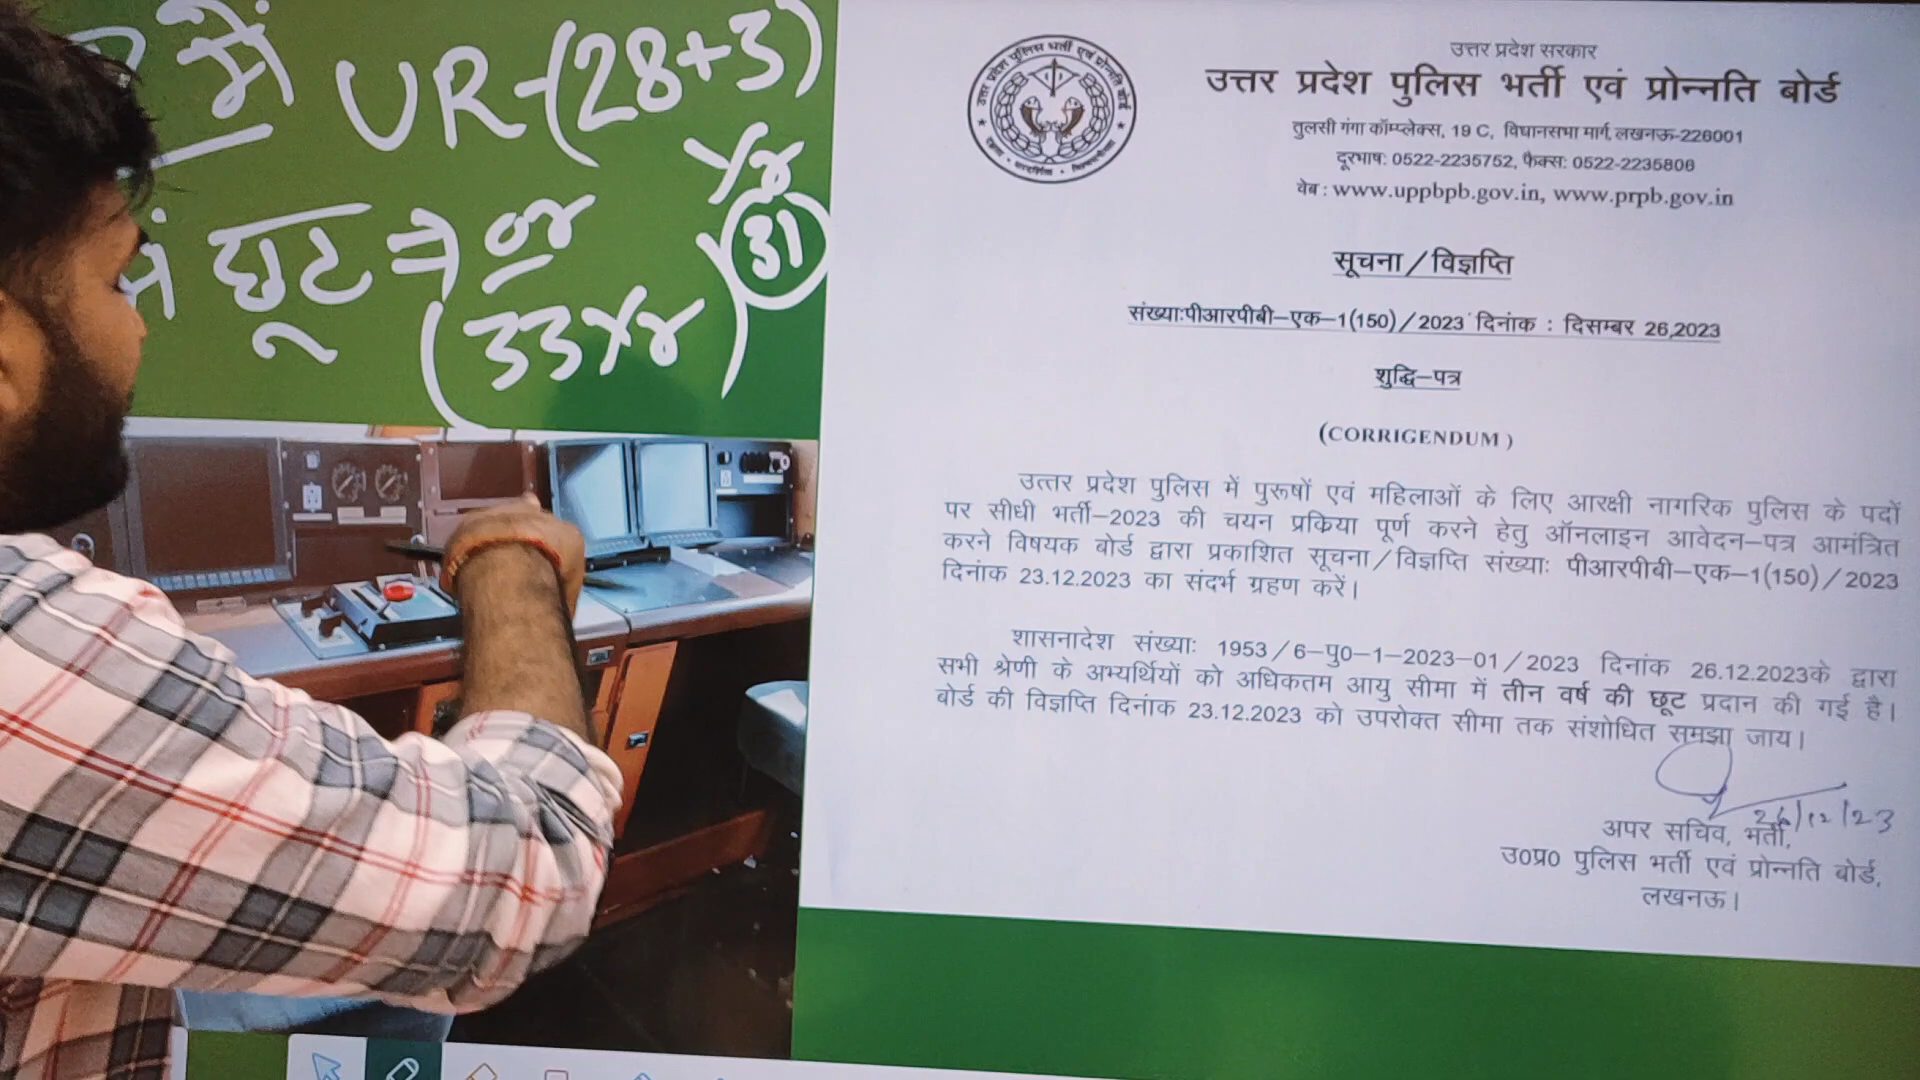 में UR-(28+3)
yr
31
में छूट ⇒ or
(33yr)
उत्तर प्रदेश सरकार
उत्तर प्रदेश पुलिस भर्ती एवं प्रोन्नति बोर्ड
तुलसी गंगा कॉम्प्लेक्स, 19 C, विधानसभा मार्ग, लखनऊ-226001
दूरभाष: 0522-2235752, फैक्स: 0522-2235806
वेब : www.uppbpb.gov.in, www.prpb.gov.in
सूचना/विज्ञप्ति
संख्या:पीआरपीबी-एक-1(150)/2023 दिनांक : दिसम्बर 26,2023
शुद्धि-पत्र
(CORRIGENDUM)
उत्तर प्रदेश पुलिस में पुरूषों एवं महिलाओं के लिए आरक्षी नागरिक पुलिस के पदों
पर सीधी भर्ती-2023 की चयन प्रक्रिया पूर्ण करने हेतु ऑनलाइन आवेदन-पत्र आमंत्रित
करने विषयक बोर्ड द्वारा प्रकाशित सूचना/विज्ञप्ति संख्याः पीआरपीबी-एक-1(150)/2023
दिनांक 23.12.2023 का संदर्भ ग्रहण करें।
शासनादेश संख्याः 1953/6-पु0-1-2023-01/2023 दिनांक 26.12.2023के द्वारा
सभी श्रेणी के अभ्यर्थियों को अधिकतम आयु सीमा में तीन वर्ष की छूट प्रदान की गई है।
बोर्ड की विज्ञप्ति दिनांक 23.12.2023 को उपरोक्त सीमा तक संशोधित समझा जाय।
26/12/23
अपर सचिव, भर्ती,
उ0प्र0 पुलिस भर्ती एवं प्रोन्नति बोर्ड,
लखनऊ।